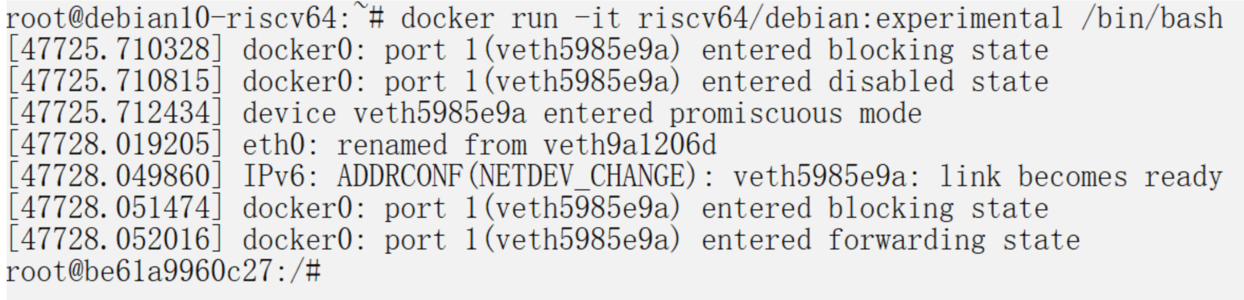 root@debian10-riscv64:~# docker run -it riscv64/debian:experimental /bin/bash
[47725.710328] docker0: port 1(veth5985e9a) entered blocking state
[47725.710815] docker0: port 1(veth5985e9a) entered disabled state
[47725.712434] device veth5985e9a entered promiscuous mode
[47728.019205] eth0: renamed from veth9a1206d
[47728.049860] IPv6: ADDRCONF(NETDEV_CHANGE): veth5985e9a: link becomes ready
[47728.051474] docker0: port 1(veth5985e9a) entered blocking state
[47728.052016] docker0: port 1(veth5985e9a) entered forwarding state
root@be61a9960c27:/#